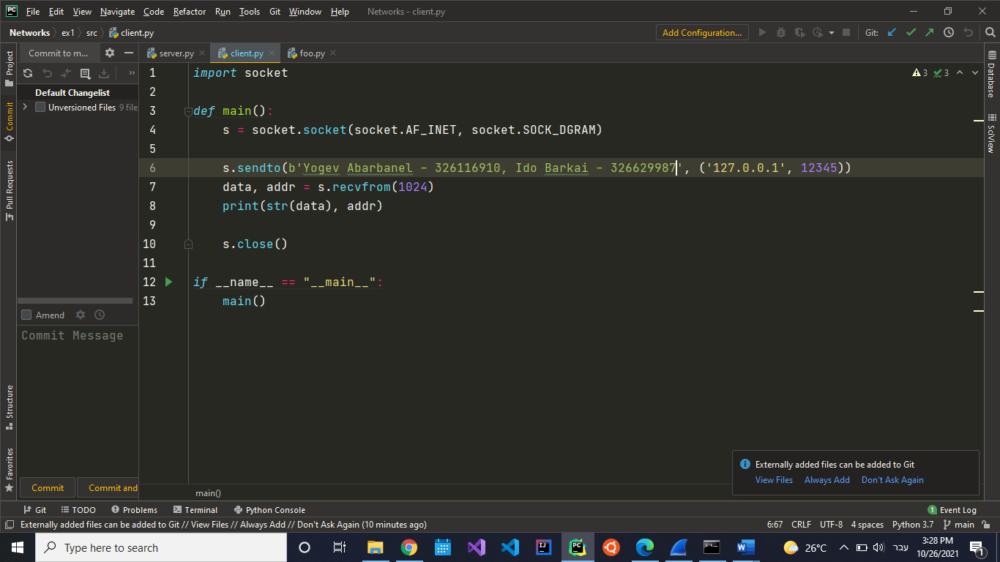 PC File Edit View Navigate Code Refactor Run Tools Git Window Help Networks - client.py
Networks ex1 src client.py Add Configuration... Git:
Project
Commit
Pull Requests
Structure
Favorites
Commit to m...
Default Changelist
Unversioned Files 9 file
Amend
Commit Message
Commit Commit and
server.py client.py foo.py
3 3
1 import socket
2
3 def main():
4 s = socket.socket(socket.AF_INET, socket.SOCK_DGRAM)
5
6 s.sendto(b'Yogev Abarbanel - 326116910, Ido Barkai - 326629987', ('127.0.0.1', 12345))
7 data, addr = s.recvfrom(1024)
8 print(str(data), addr)
9
10 s.close()
11
12 if __name__ == "__main__":
13 main()
main()
Database
SciView
Externally added files can be added to Git
View Files Always Add Don't Ask Again
Git TODO Problems Terminal Python Console 1 Event Log
Externally added files can be added to Git // View Files // Always Add // Don't Ask Again (10 minutes ago) 6:67 CRLF UTF-8 4 spaces Python 3.7 main
Type here to search IJ PC W 26°C עבר 3:28 PM
10/26/2021 1